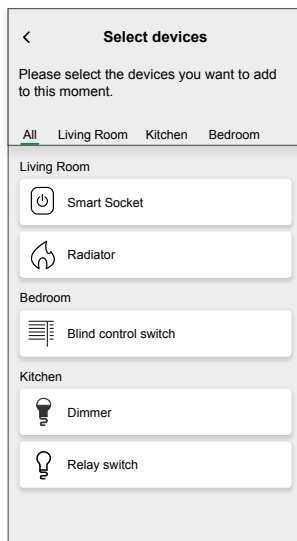 Select devices
Please select the devices you want to add
to this moment.
All Living Room Kitchen Bedroom
Living Room
Smart Socket
Radiator
Bedroom
Blind control switch
Kitchen
Dimmer
Relay switch